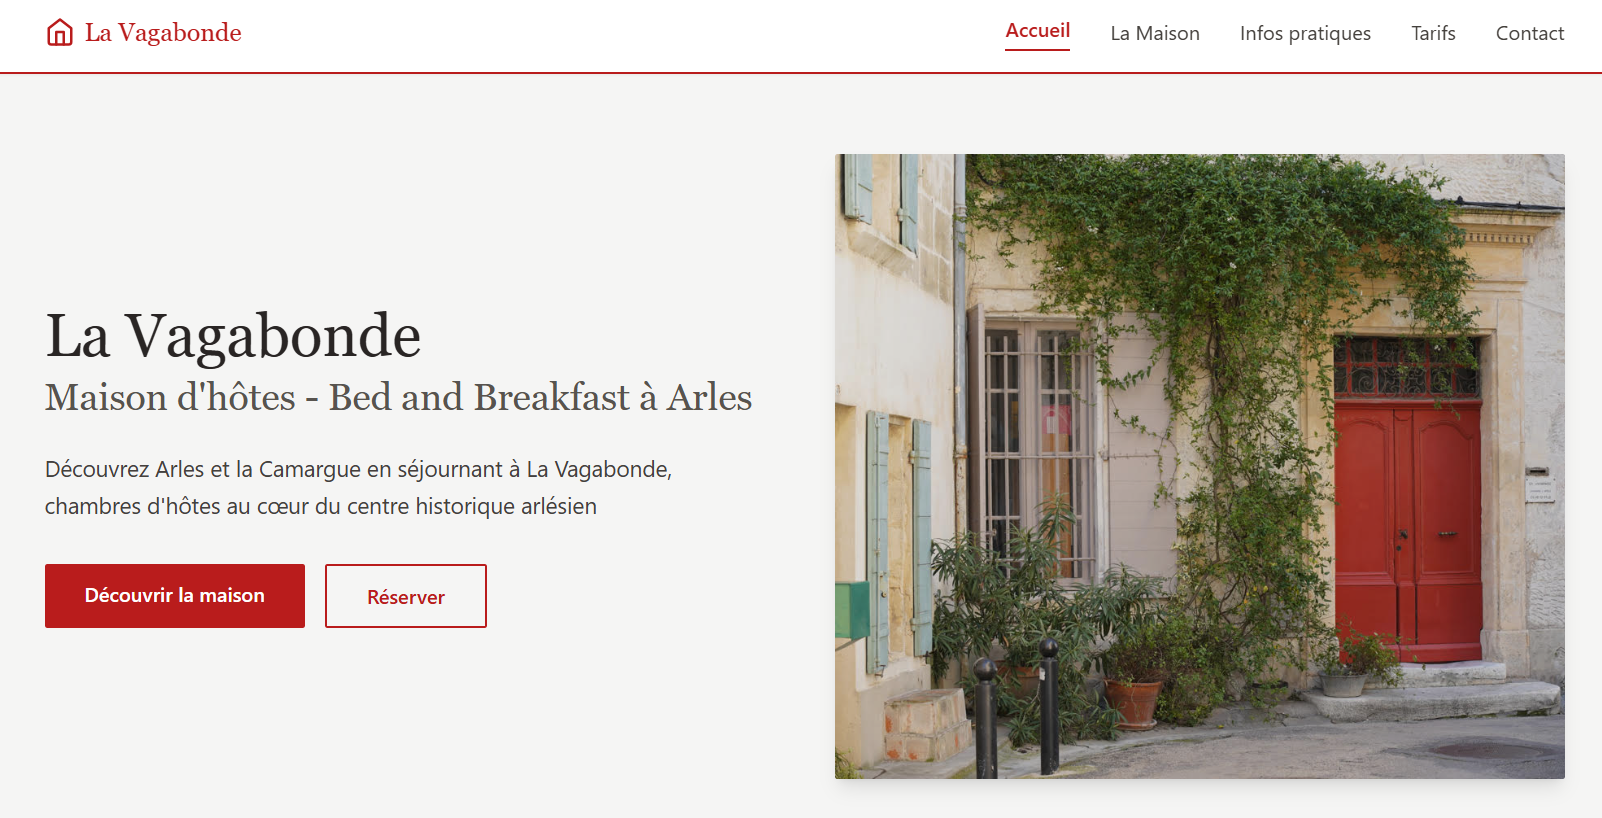 La Vagabonde
Accueil
La Maison
Infos pratiques
Tarifs
Contact
La Vagabonde
Maison d'hôtes - Bed and Breakfast à Arles
Découvrez Arles et la Camargue en séjournant à La Vagabonde,
chambres d'hôtes au cœur du centre historique arlésien
Découvrir la maison
Réserver